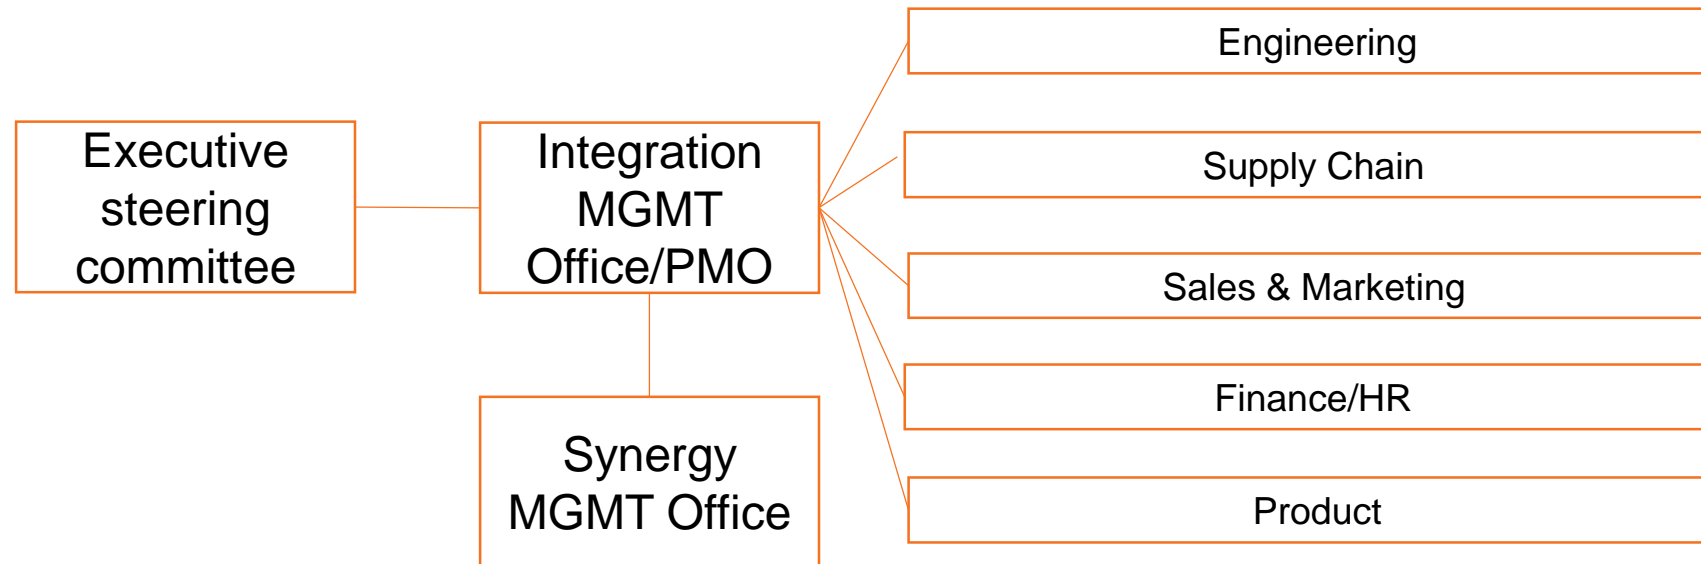 Executive
steering
committee
Integration
MGMT
Office/PMO
Synergy
MGMT Office
Engineering
Supply Chain
Sales & Marketing
Finance/HR
Product